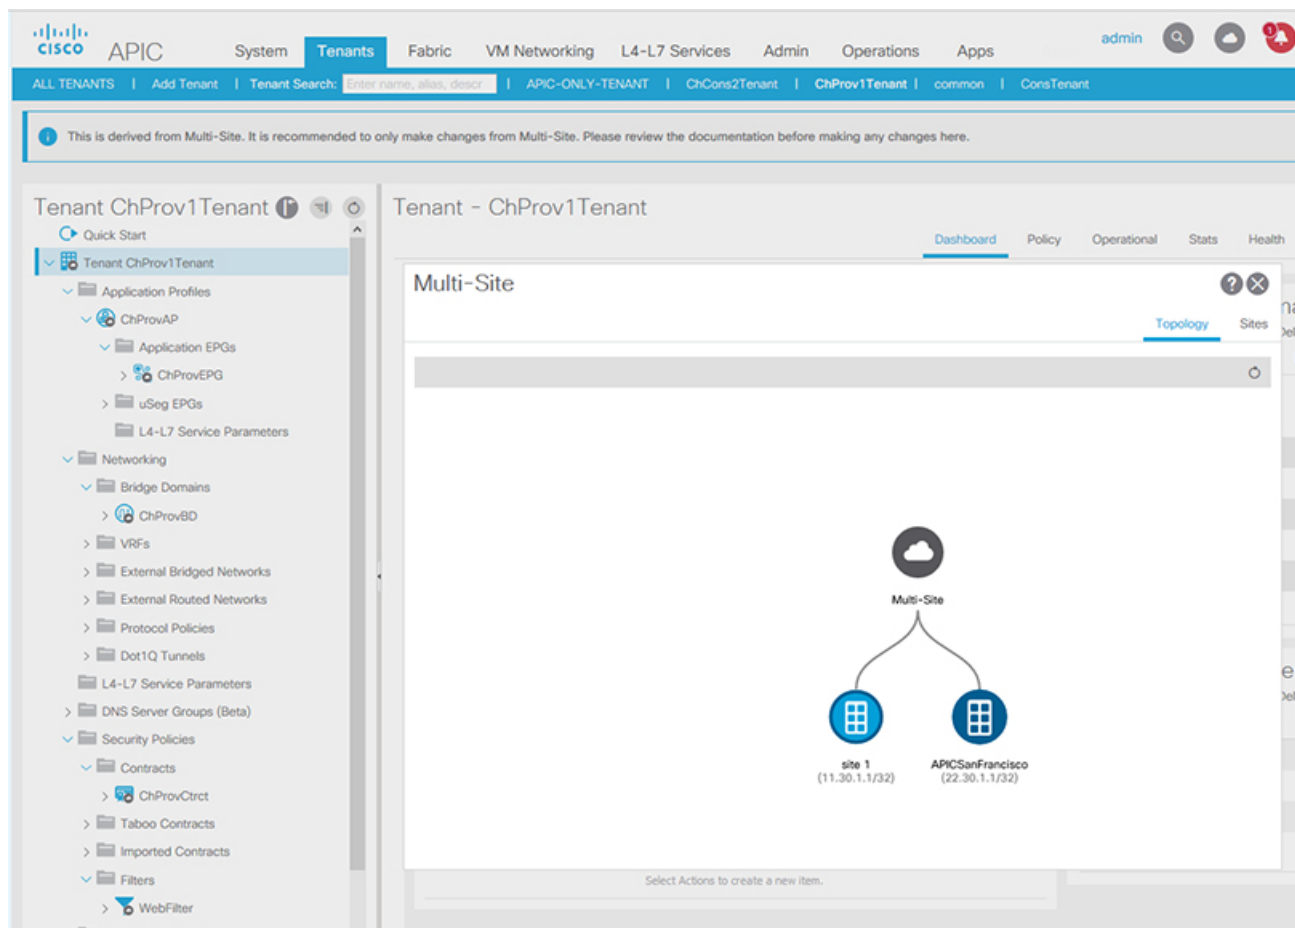 CISCO APIC System Tenants Fabric VM Networking L4-L7 Services Admin Operations Apps admin 1
ALL TENANTS | Add Tenant | Tenant Search: Enter name, alias, descr | APIC-ONLY-TENANT | ChCons2Tenant | ChProv1Tenant | common | ConsTenant
This is derived from Multi-Site. It is recommended to only make changes from Multi-Site. Please review the documentation before making any changes here.
Tenant ChProv1Tenant
Quick Start
Tenant ChProv1Tenant
Application Profiles
ChProvAP
Application EPGs
ChProvEPG
uSeg EPGs
L4-L7 Service Parameters
Networking
Bridge Domains
ChProvBD
VRFs
External Bridged Networks
External Routed Networks
Protocol Policies
Dot1Q Tunnels
L4-L7 Service Parameters
DNS Server Groups (Beta)
Security Policies
Contracts
ChProvCtrct
Taboo Contracts
Imported Contracts
Filters
WebFilter
Tenant - ChProv1Tenant
Dashboard Policy Operational Stats Health
Multi-Site
Topology Sites
Multi-Site
site 1
(11.30.1.1/32)
APICSanFrancisco
(22.30.1.1/32)
Select Actions to create a new item.